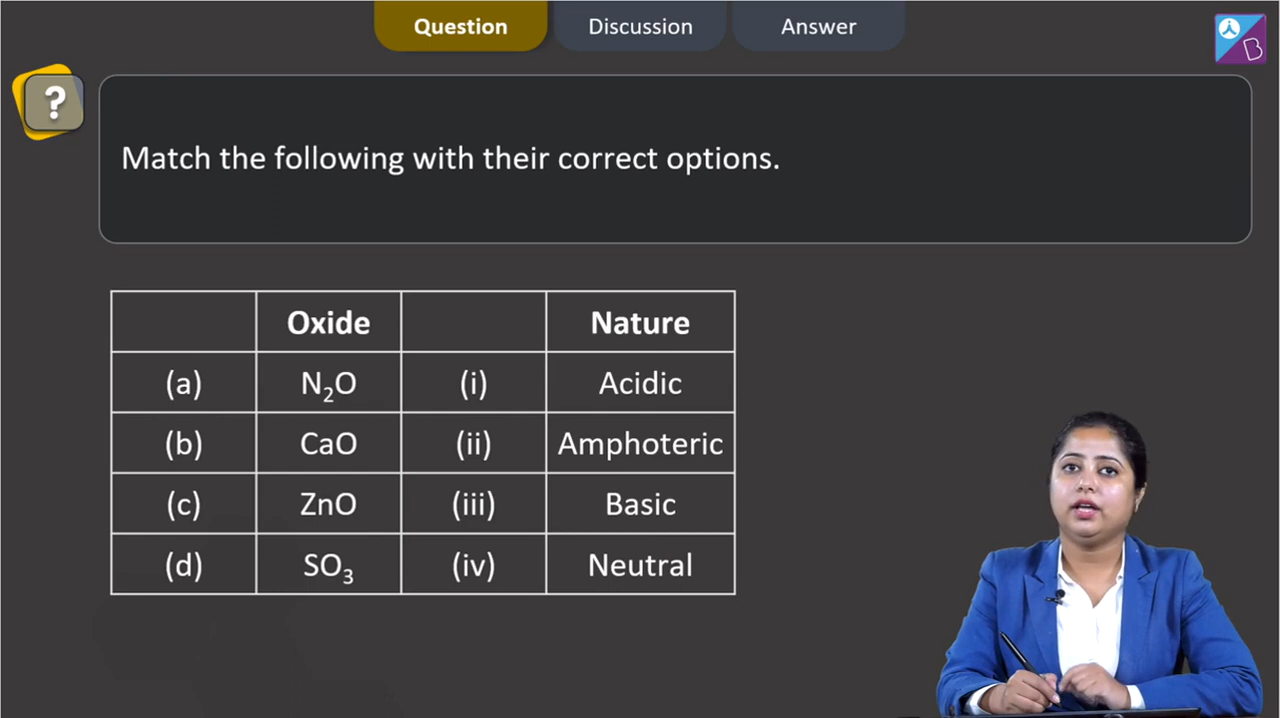 Question Discussion Answer
B
?
Match the following with their correct options.
Oxide Nature
(a) N₂O (i) Acidic
(b) CaO (ii) Amphoteric
(c) ZnO (iii) Basic
(d) SO₃ (iv) Neutral